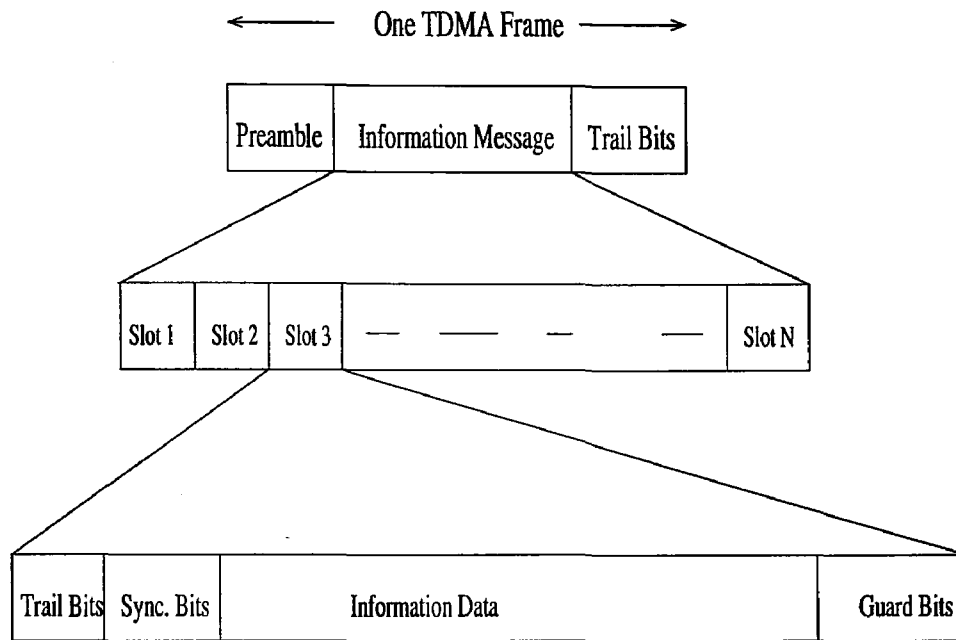 One TDMA Frame
Preamble Information Message Trail Bits
Slot 1 Slot 2 Slot 3 Slot N
Trail Bits Sync. Bits Information Data Guard Bits